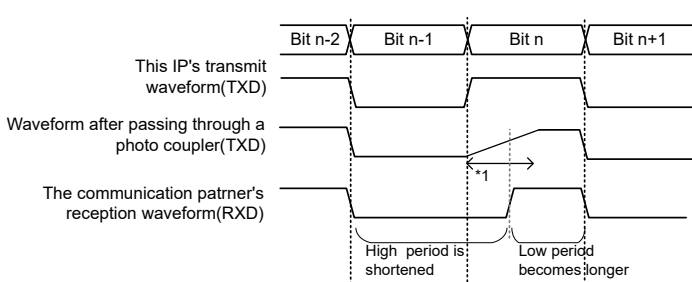 Bit n-2 Bit n-1 Bit n Bit n+1
This IP's transmit
waveform(TXD)
Waveform after passing through a
photo coupler(TXD)
*1
The communication patrner's
reception waveform(RXD)
High period is
shortened
Low period
becomes longer